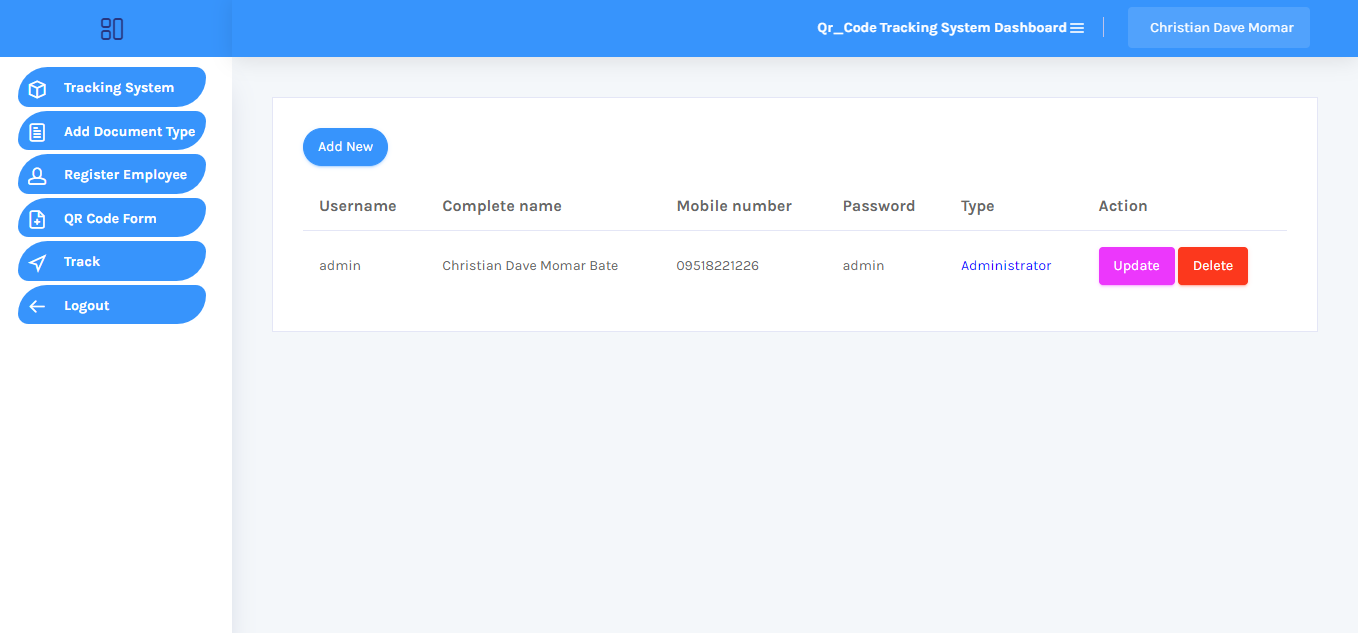 Qr_Code Tracking System Dashboard
Christian Dave Momar
Tracking System
Add Document Type
Register Employee
QR Code Form
Track
Logout
Add New
Username Complete name Mobile number Password Type Action
admin Christian Dave Momar Bate 09518221226 admin Administrator Update Delete